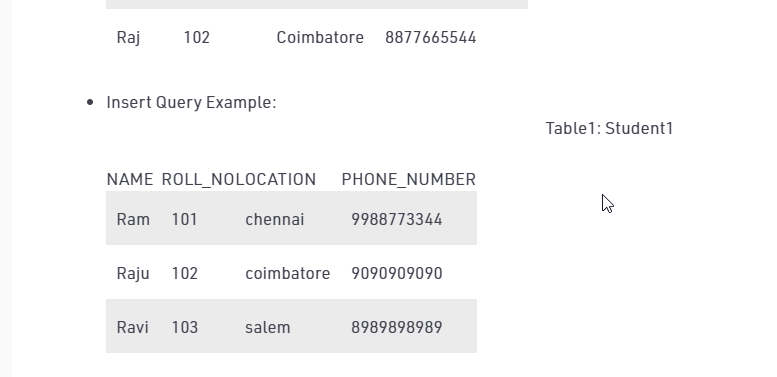 Raj 102 Coimbatore 8877665544
Insert Query Example:
Table1: Student1
NAME ROLL_NOLOCATION PHONE_NUMBER
Ram 101 chennai 9988773344
Raju 102 coimbatore 9090909090
Ravi 103 salem 8989898989